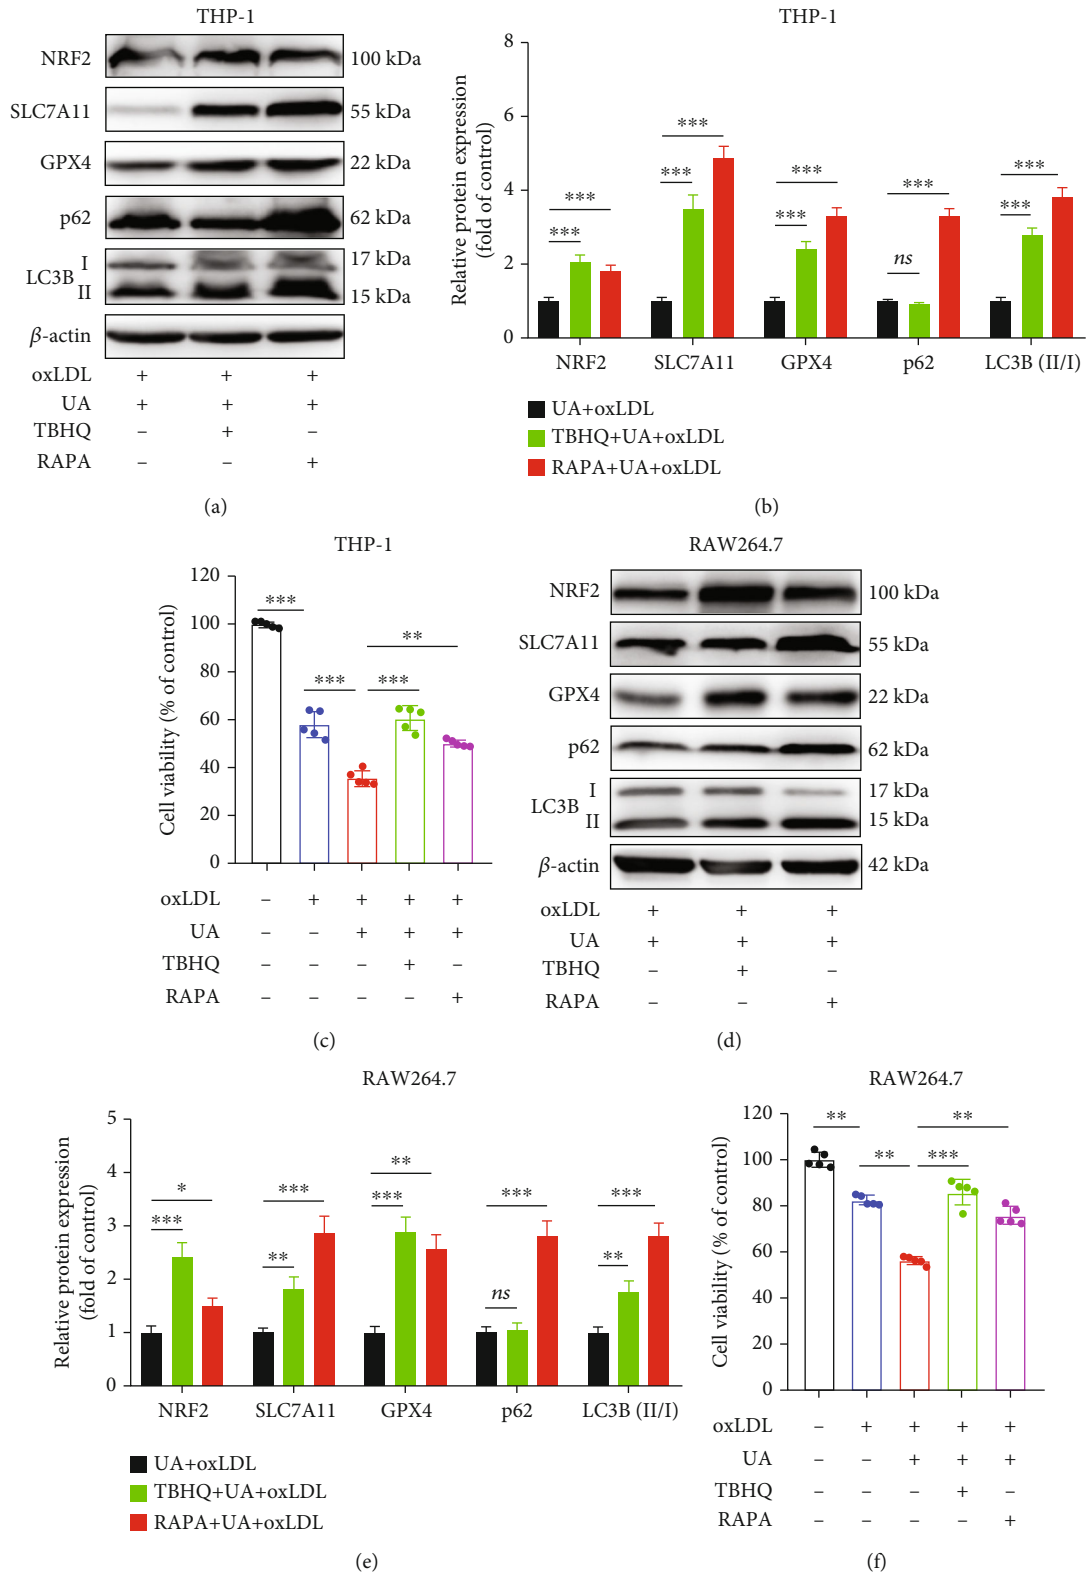 THP-1
NRF2 100 kDa
SLC7A11 55 kDa
GPX4 22 kDa
p62 62 kDa
LC3B I 17 kDa
II 15 kDa
β-actin
oxLDL + + +
UA + + +
TBHQ – + –
RAPA – – +
(a)
THP-1
Relative protein expression
(fold of control)
8
6
4
2
0
*** *** *** *** *** *** *** ns *** *** ***
NRF2 SLC7A11 GPX4 p62 LC3B (II/I)
UA+oxLDL
TBHQ+UA+oxLDL
RAPA+UA+oxLDL
(b)
THP-1
Cell viability (% of control)
120
100
80
60
40
20
0
*** *** *** **
oxLDL – + + + +
UA – – + + +
TBHQ – – – + –
RAPA – – – – +
(c)
RAW264.7
NRF2 100 kDa
SLC7A11 55 kDa
GPX4 22 kDa
p62 62 kDa
LC3B I 17 kDa
II 15 kDa
β-actin 42 kDa
oxLDL + + +
UA + + +
TBHQ – + –
RAPA – – +
(d)
RAW264.7
Relative protein expression
(fold of control)
5
4
3
2
1
0
*** * ** *** *** ** ns *** ** ***
NRF2 SLC7A11 GPX4 p62 LC3B (II/I)
UA+oxLDL
TBHQ+UA+oxLDL
RAPA+UA+oxLDL
(e)
RAW264.7
Cell viability (% of control)
120
100
80
60
40
20
0
** ** *** **
oxLDL – + + + +
UA – – + + +
TBHQ – – – + –
RAPA – – – – +
(f)